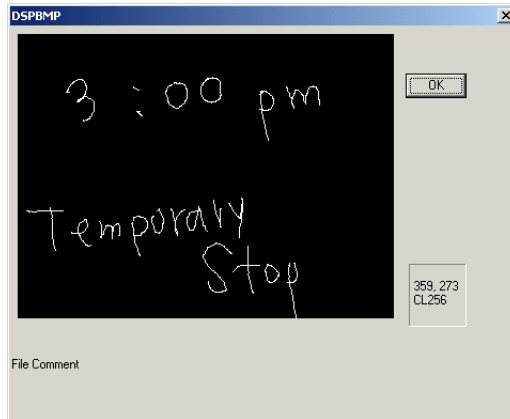 DSPBMP
3:00 pm
OK
Temporary
Stop
359, 273
CL256
File Comment